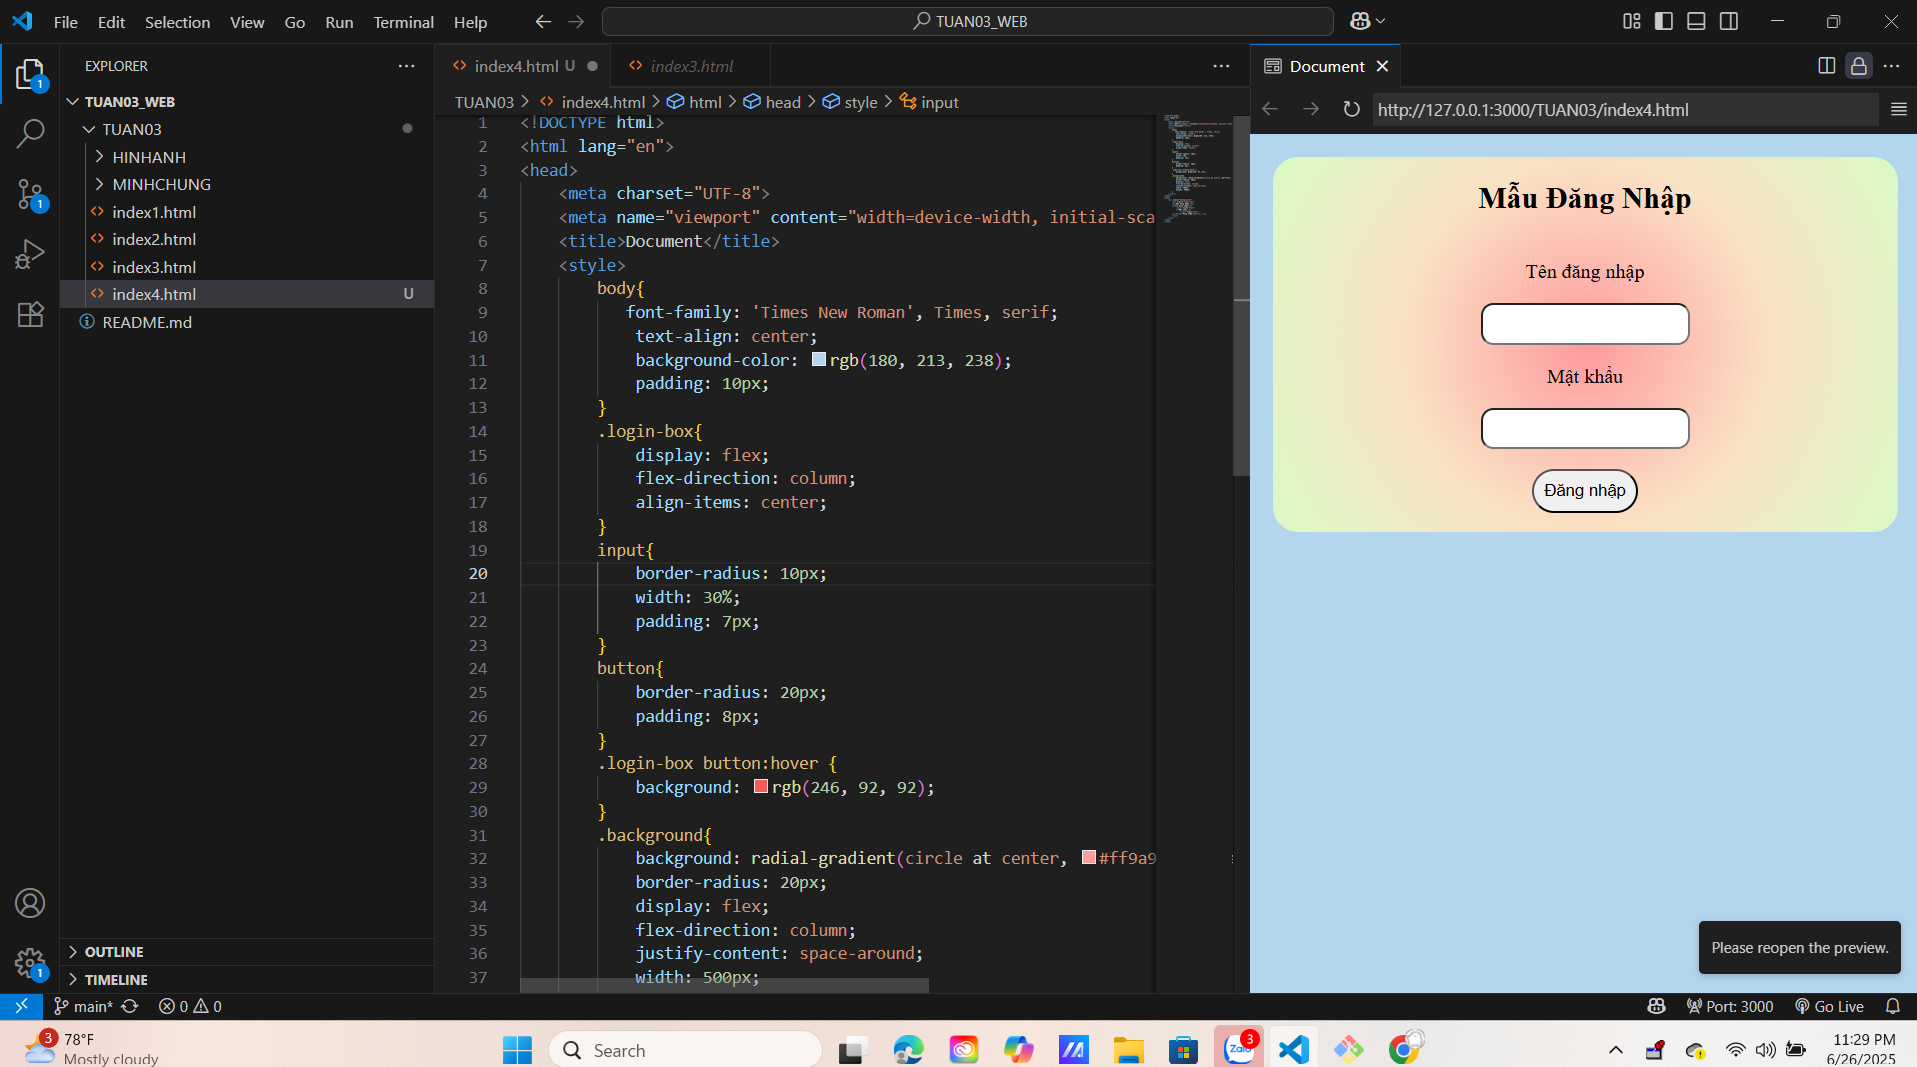 File Edit Selection View Go Run Terminal Help
TUAN03_WEB
EXPLORER
TUAN03_WEB
TUAN03
HINHANH
MINHCHUNG
index1.html
index2.html
index3.html
index4.html U
README.md
OUTLINE
TIMELINE
index4.html U
index3.html
TUAN03 > index4.html > html > head > style > input
1 <!DOCTYPE html>
2 <html lang="en">
3 <head>
4 <meta charset="UTF-8">
5 <meta name="viewport" content="width=device-width, initial-sca
6 <title>Document</title>
7 <style>
8 body{
9 font-family: 'Times New Roman', Times, serif;
10 text-align: center;
11 background-color: rgb(180, 213, 238);
12 padding: 10px;
13 }
14 .login-box{
15 display: flex;
16 flex-direction: column;
17 align-items: center;
18 }
19 input{
20 border-radius: 10px;
21 width: 30%;
22 padding: 7px;
23 }
24 button{
25 border-radius: 20px;
26 padding: 8px;
27 }
28 .login-box button:hover {
29 background: rgb(246, 92, 92);
30 }
31 .background{
32 background: radial-gradient(circle at center, #ff9a9
33 border-radius: 20px;
34 display: flex;
35 flex-direction: column;
36 justify-content: space-around;
37 width: 500px;
Document
http://127.0.0.1:3000/TUAN03/index4.html
Mẫu Đăng Nhập
Tên đăng nhập
Mật khẩu
Đăng nhập
Please reopen the preview.
main* 0 0
Port: 3000 Go Live
3
78°F
Mostly cloudy
Search
Zalo
3
11:29 PM
6/26/2025